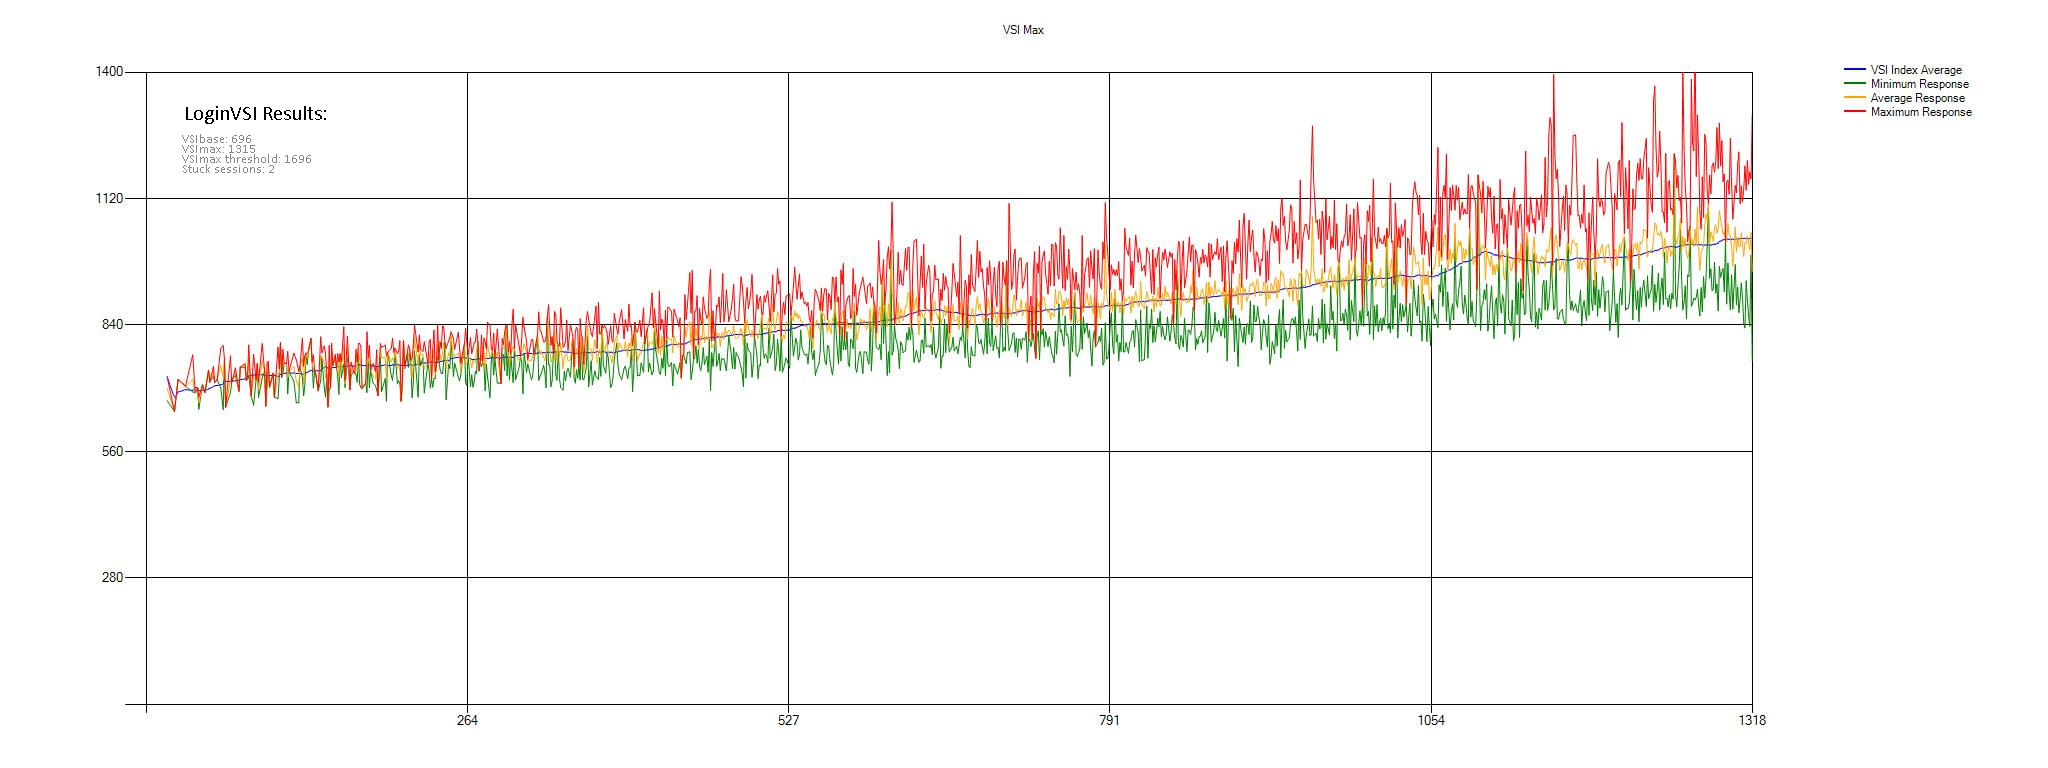 VSI Max
1400
1120
840
560
280
264
527
791
1054
1318
LoginVSI Results:
VSIbase: 696
VSImax: 1315
VSImax threshold: 1696
Stuck sessions: 2
VSI Index Average
Minimum Response
Average Response
Maximum Response